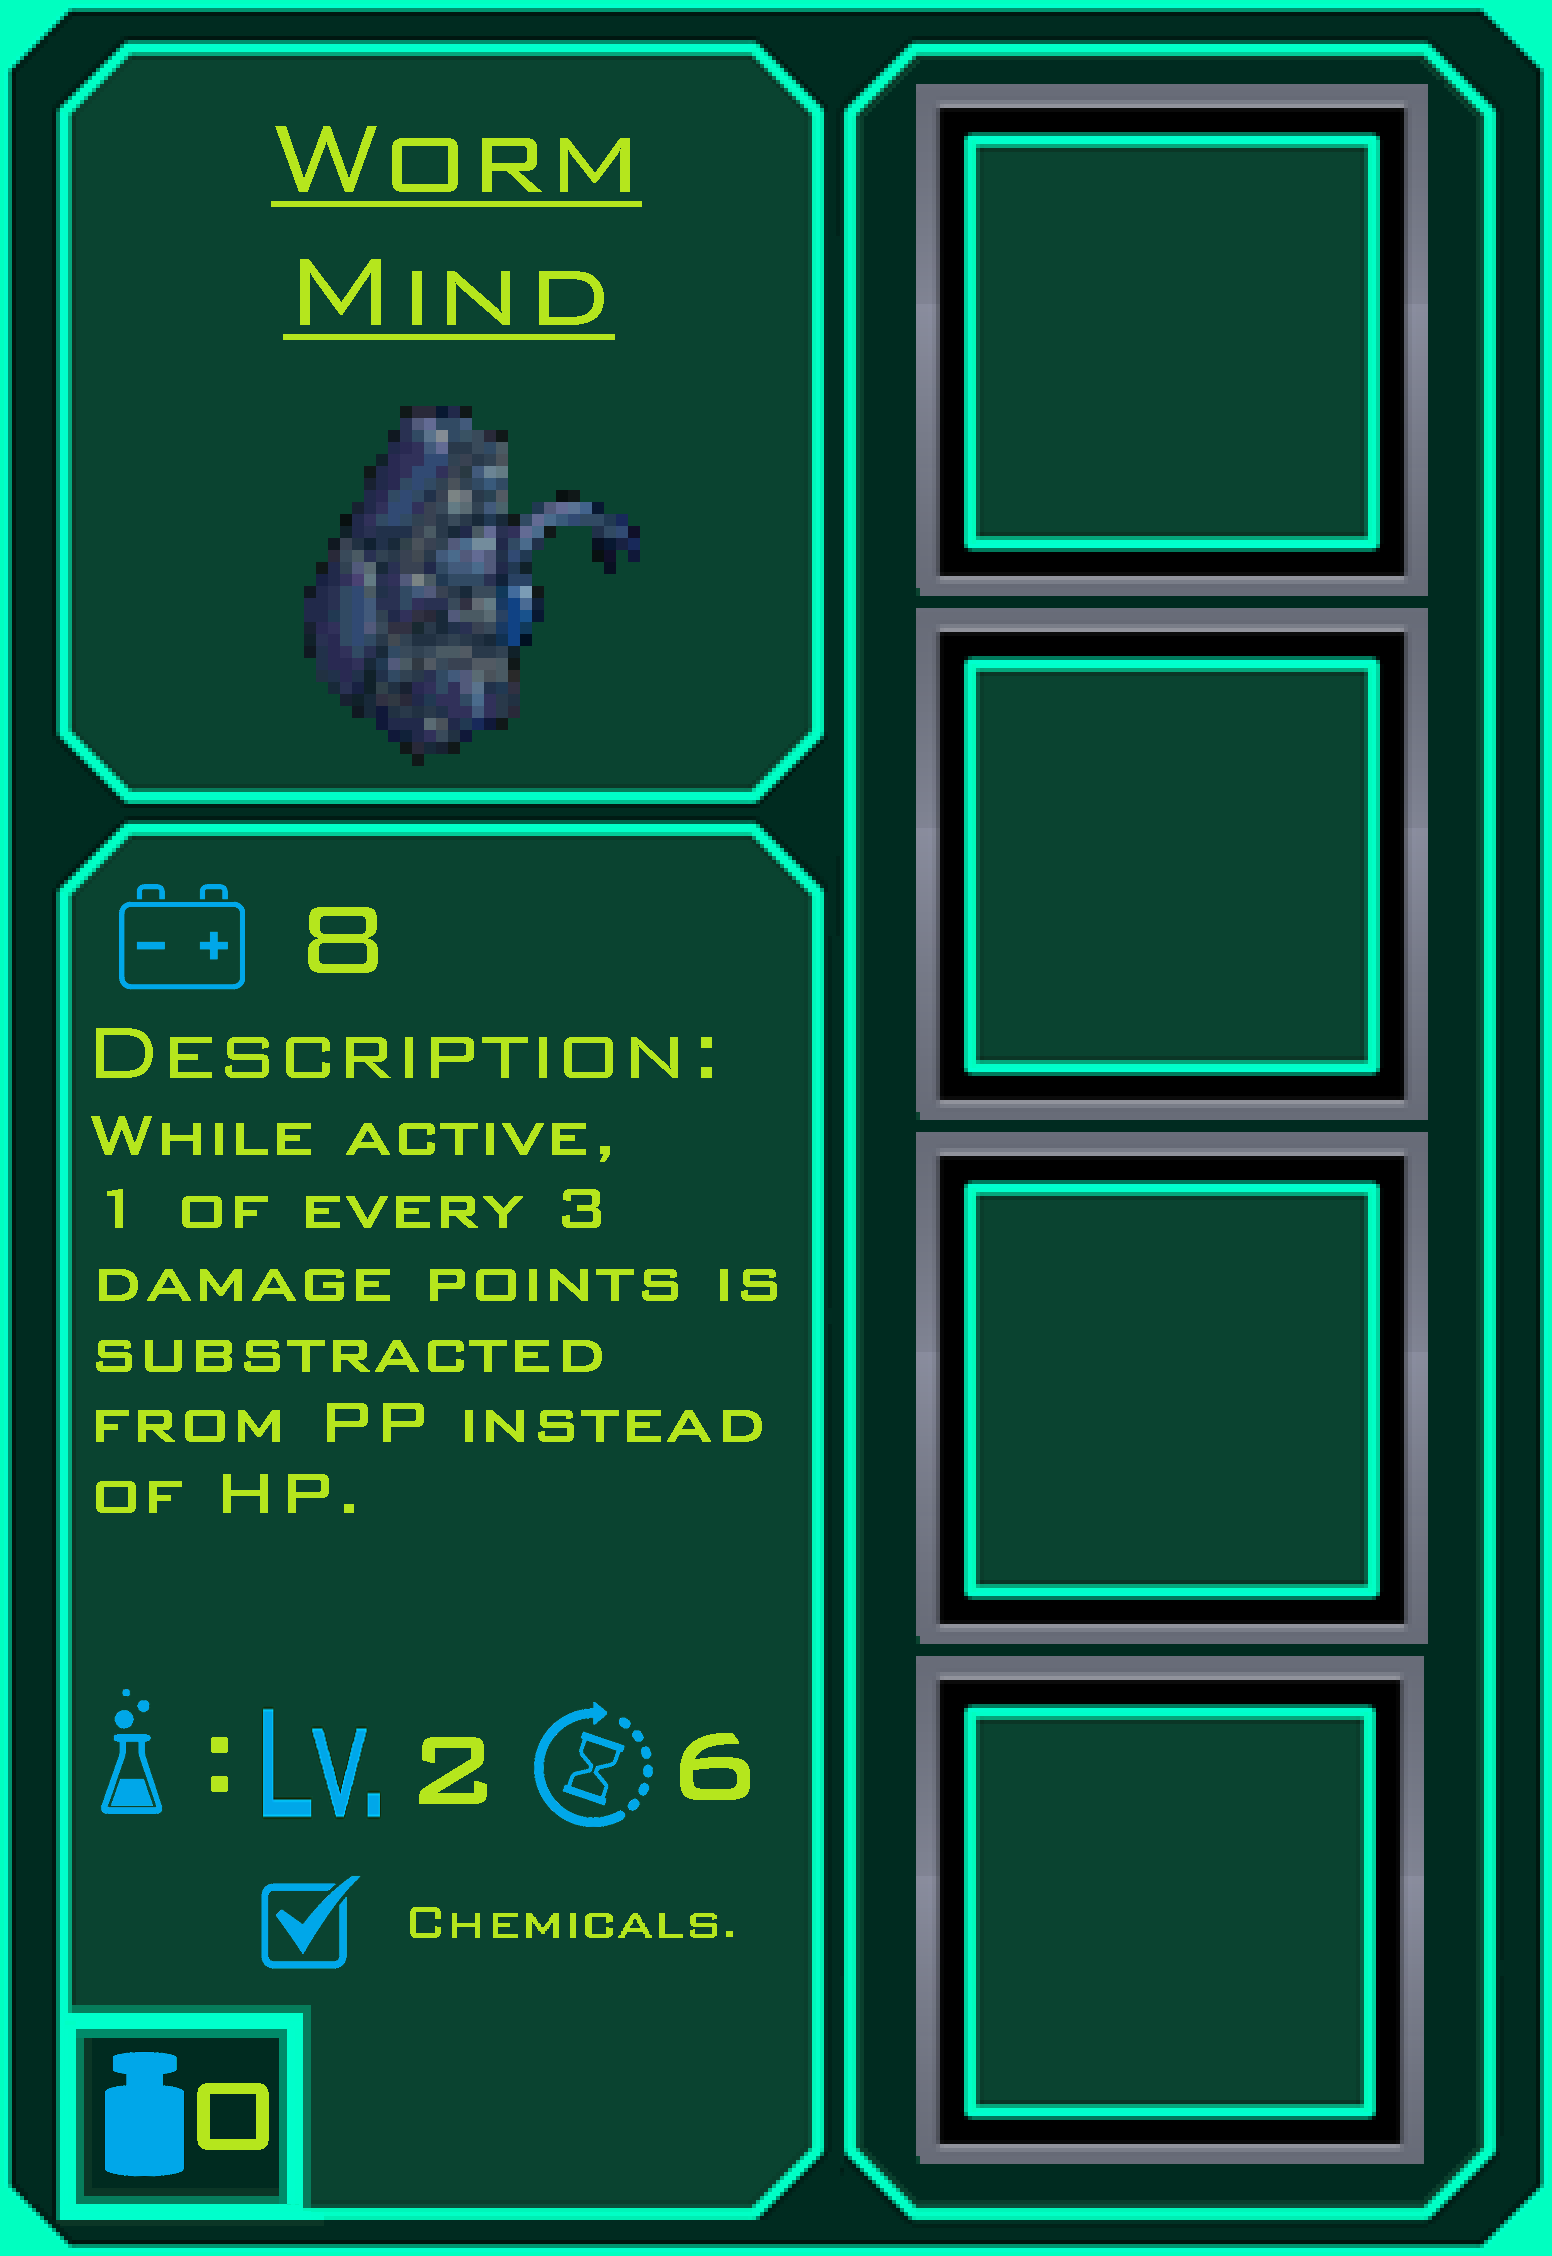 Worm
Mind
8
Description:
While active,
1 of every 3
damage points is
substracted
from PP instead
of HP.
: Lv. 2 6
Chemicals.
0